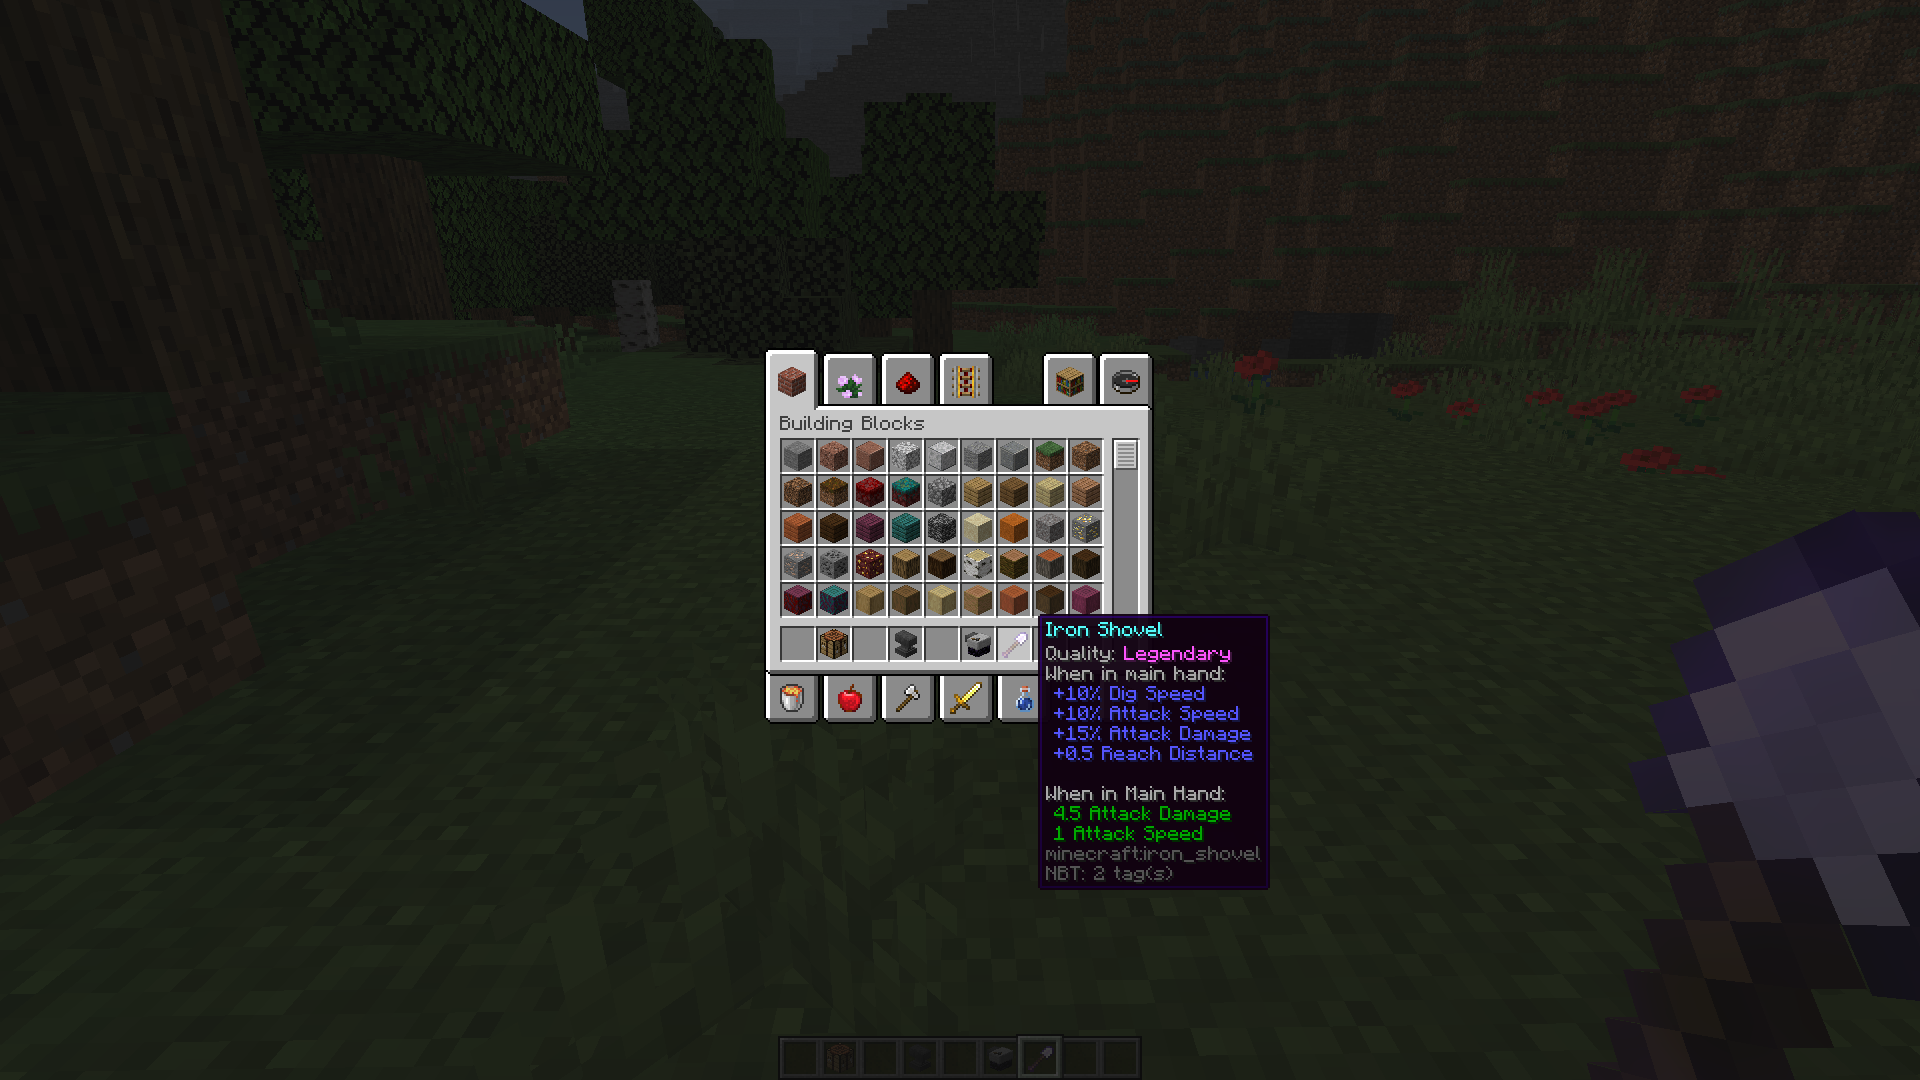 Building Blocks
Iron Shovel
Quality: Legendary
When in main hand:
+10% Dig Speed
+10% Attack Speed
+15% Attack Damage
+0.5 Reach Distance
When in Main Hand:
4.5 Attack Damage
1 Attack Speed
minecraft:iron_shovel
NBT: 2 tag(s)